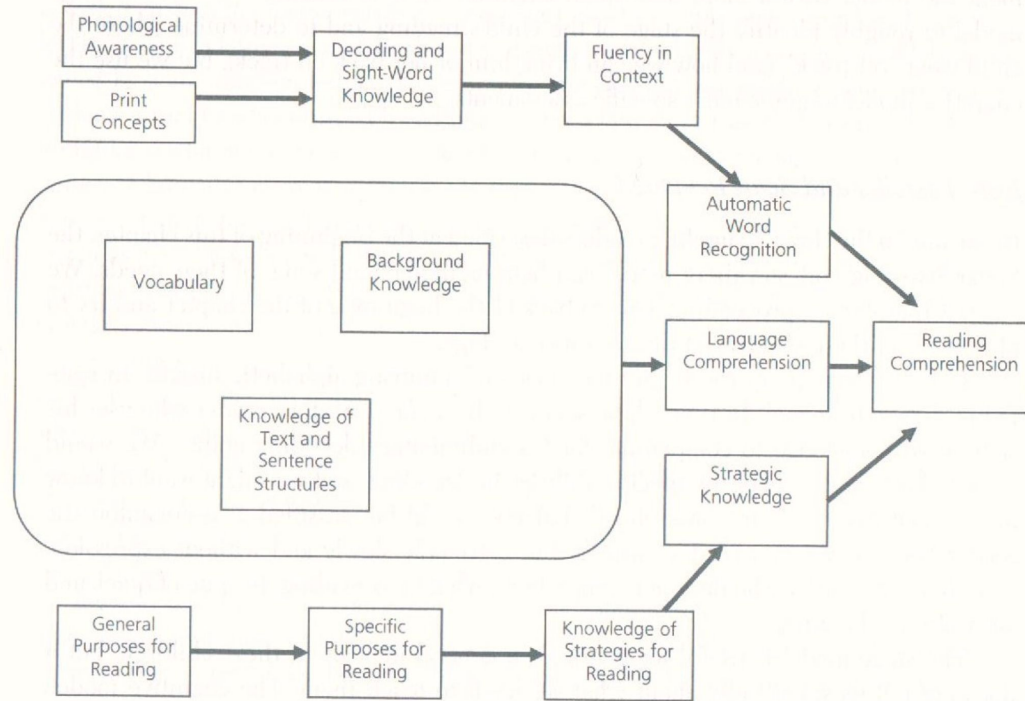 Phonological
Awareness
Print
Concepts
Decoding and
Sight-Word
Knowledge
Fluency in
Context
Automatic
Word
Recognition
Vocabulary
Background
Knowledge
Knowledge of
Text and
Sentence
Structures
Language
Comprehension
Reading
Comprehension
Strategic
Knowledge
General
Purposes for
Reading
Specific
Purposes for
Reading
Knowledge of
Strategies for
Reading